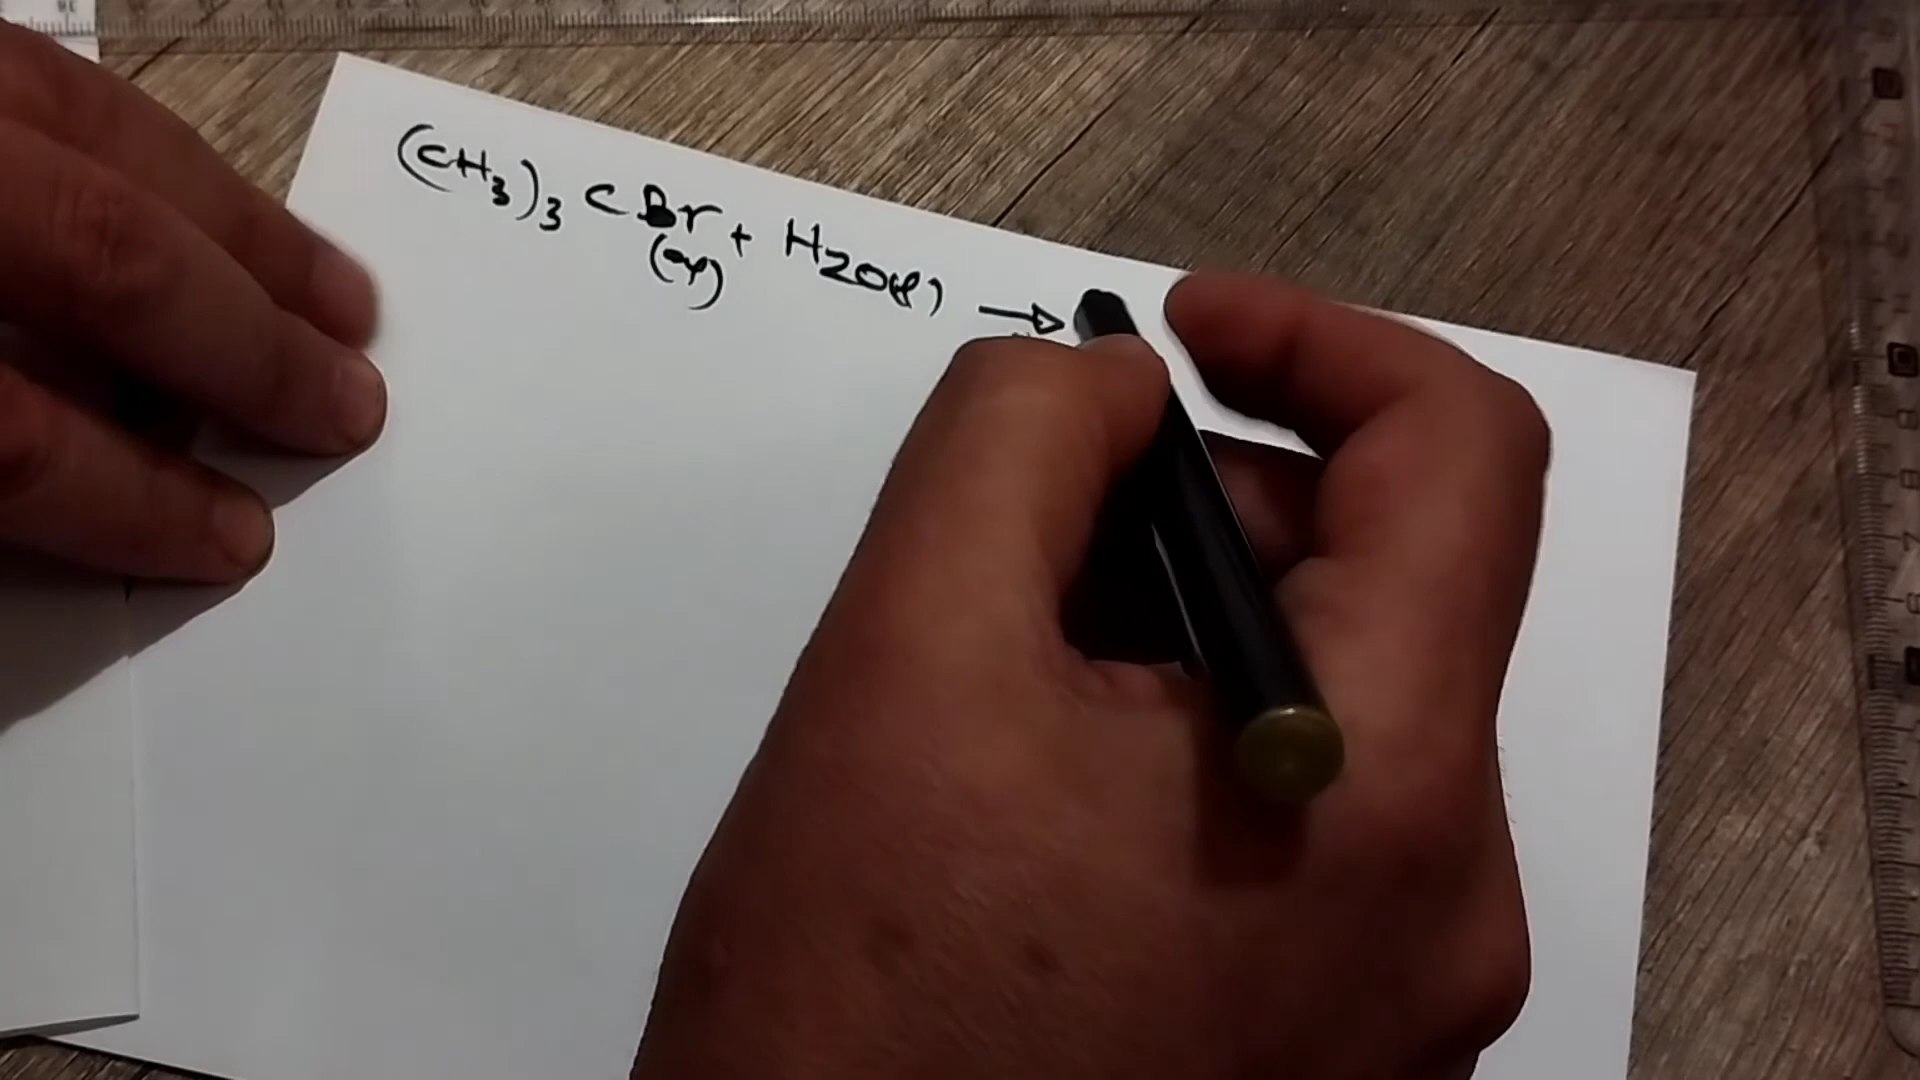 (CH3)3 CBr + H2O(l) →
(aq)